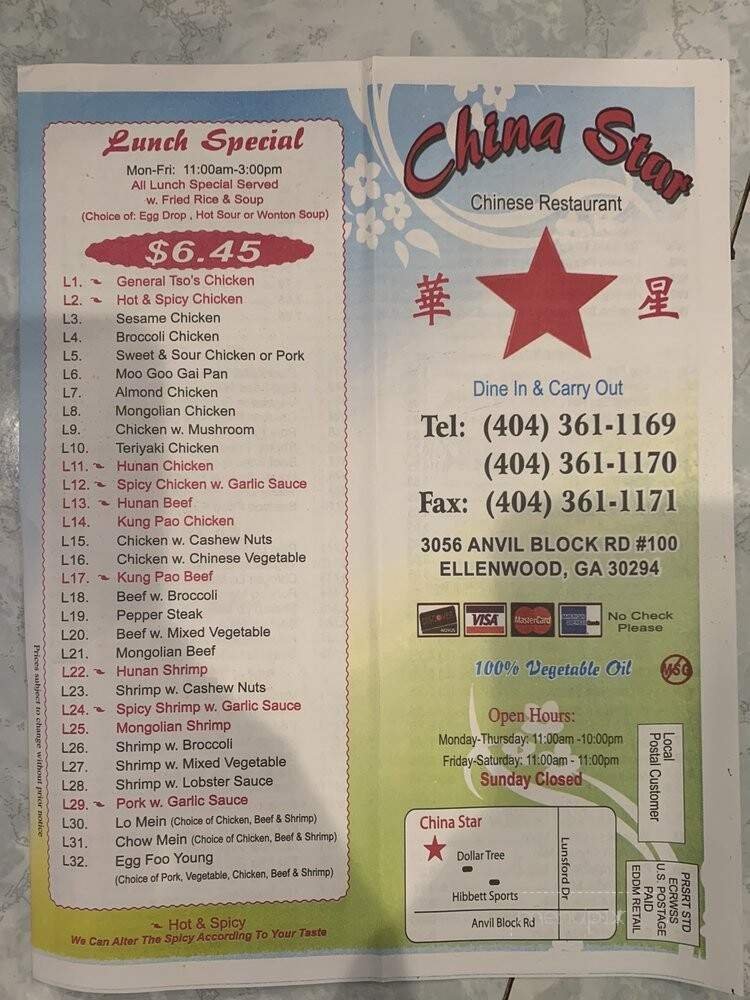 Lunch Special
Mon-Fri: 11:00am-3:00pm
All Lunch Special Served
w. Fried Rice & Soup
(Choice of: Egg Drop , Hot Sour or Wonton Soup)
$6.45
L1. General Tso's Chicken
L2. Hot & Spicy Chicken
L3. Sesame Chicken
L4. Broccoli Chicken
L5. Sweet & Sour Chicken or Pork
L6. Moo Goo Gai Pan
L7. Almond Chicken
L8. Mongolian Chicken
L9. Chicken w. Mushroom
L10. Teriyaki Chicken
L11. Hunan Chicken
L12. Spicy Chicken w. Garlic Sauce
L13. Hunan Beef
L14. Kung Pao Chicken
L15. Chicken w. Cashew Nuts
L16. Chicken w. Chinese Vegetable
L17. Kung Pao Beef
L18. Beef w. Broccoli
L19. Pepper Steak
L20. Beef w. Mixed Vegetable
L21. Mongolian Beef
L22. Hunan Shrimp
L23. Shrimp w. Cashew Nuts
L24. Spicy Shrimp w. Garlic Sauce
L25. Mongolian Shrimp
L26. Shrimp w. Broccoli
L27. Shrimp w. Mixed Vegetable
L28. Shrimp w. Lobster Sauce
L29. Pork w. Garlic Sauce
L30. Lo Mein (Choice of Chicken, Beef & Shrimp)
L31. Chow Mein (Choice of Chicken, Beef & Shrimp)
L32. Egg Foo Young
(Choice of Pork, Vegetable, Chicken, Beef & Shrimp)
Hot & Spicy
We Can Alter The Spicy According To Your Taste
Prices subject to change without prior notice
China Star
Chinese Restaurant
華 星
Dine In & Carry Out
Tel: (404) 361-1169
(404) 361-1170
Fax: (404) 361-1171
3056 ANVIL BLOCK RD #100
ELLENWOOD, GA 30294
VISA MasterCard
No Check
Please
100% Vegetable Oil
MSG
Open Hours:
Monday-Thursday: 11:00am -10:00pm
Friday-Saturday: 11:00am - 11:00pm
Sunday Closed
Local
Postal Customer
China Star
Dollar Tree
Hibbett Sports
Lunsford Dr
Anvil Block Rd
PRSRT STD
ECRWSS
U.S. POSTAGE
PAID
EDDM RETAIL